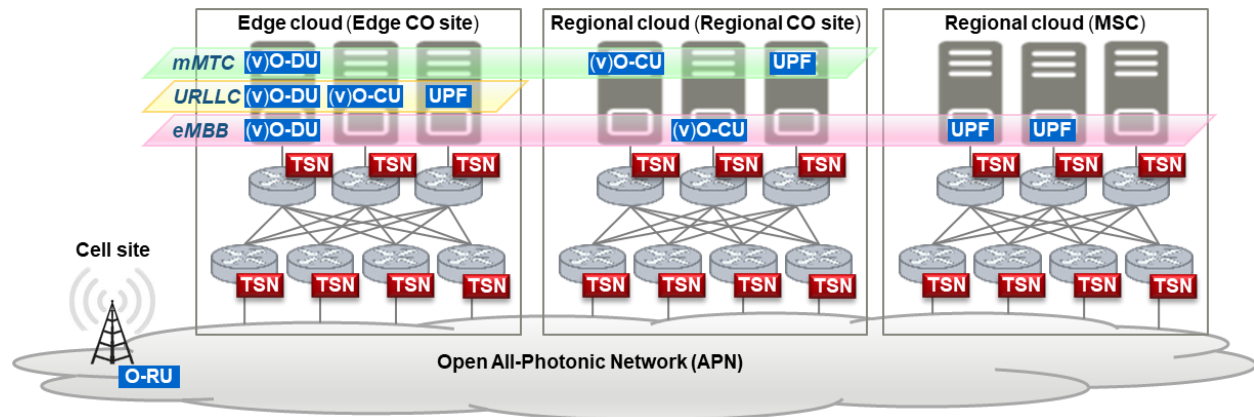 Edge cloud (Edge CO site)
Regional cloud (Regional CO site)
Regional cloud (MSC)
mMTC (v)O-DU (v)O-CU UPF
URLLC (v)O-DU (v)O-CU UPF
eMBB (v)O-DU (v)O-CU UPF UPF
TSN TSN TSN TSN TSN TSN TSN TSN TSN
Cell site
TSN TSN TSN TSN TSN TSN TSN TSN TSN TSN TSN TSN
Open All-Photonic Network (APN)
O-RU